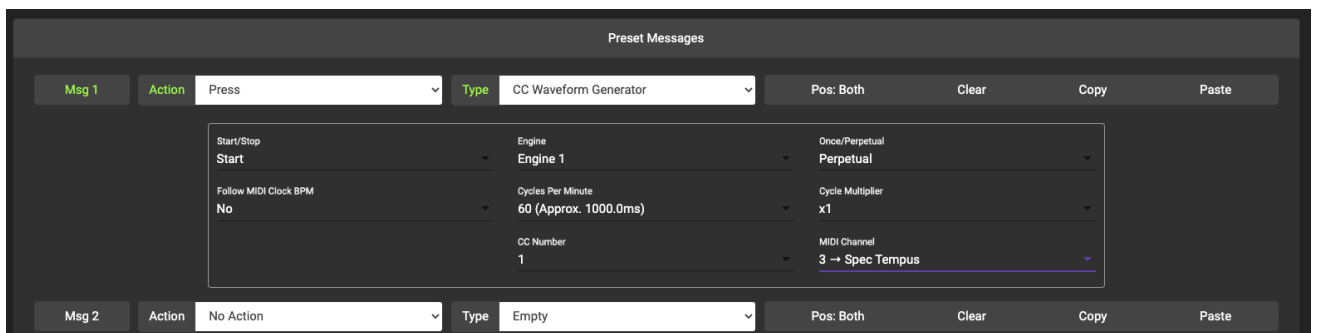 Preset Messages
Msg 1 Action Press Type CC Waveform Generator Pos: Both Clear Copy Paste
Start/Stop Engine Once/Perpetual
Start Engine 1 Perpetual
Follow MIDI Clock BPM Cycles Per Minute Cycle Multiplier
No 60 (Approx. 1000.0ms) x1
CC Number MIDI Channel
1 3 → Spec Tempus
Msg 2 Action No Action Type Empty Pos: Both Clear Copy Paste